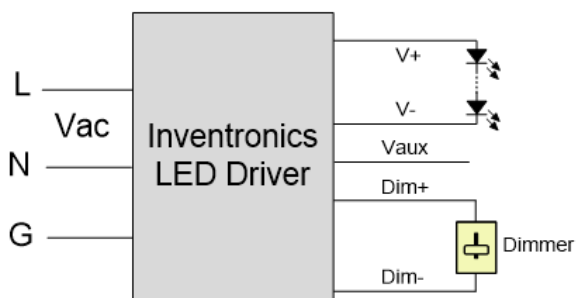 L
Vac
N
G
Inventronics
LED Driver
V+
V-
Vaux
Dim+
Dimmer
Dim-